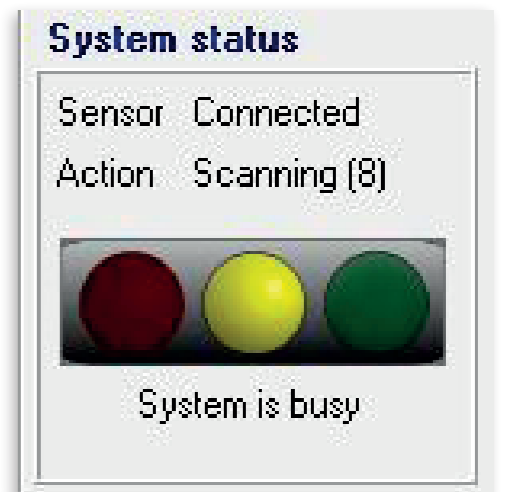 System status
Sensor Connected
Action Scanning (8)
System is busy